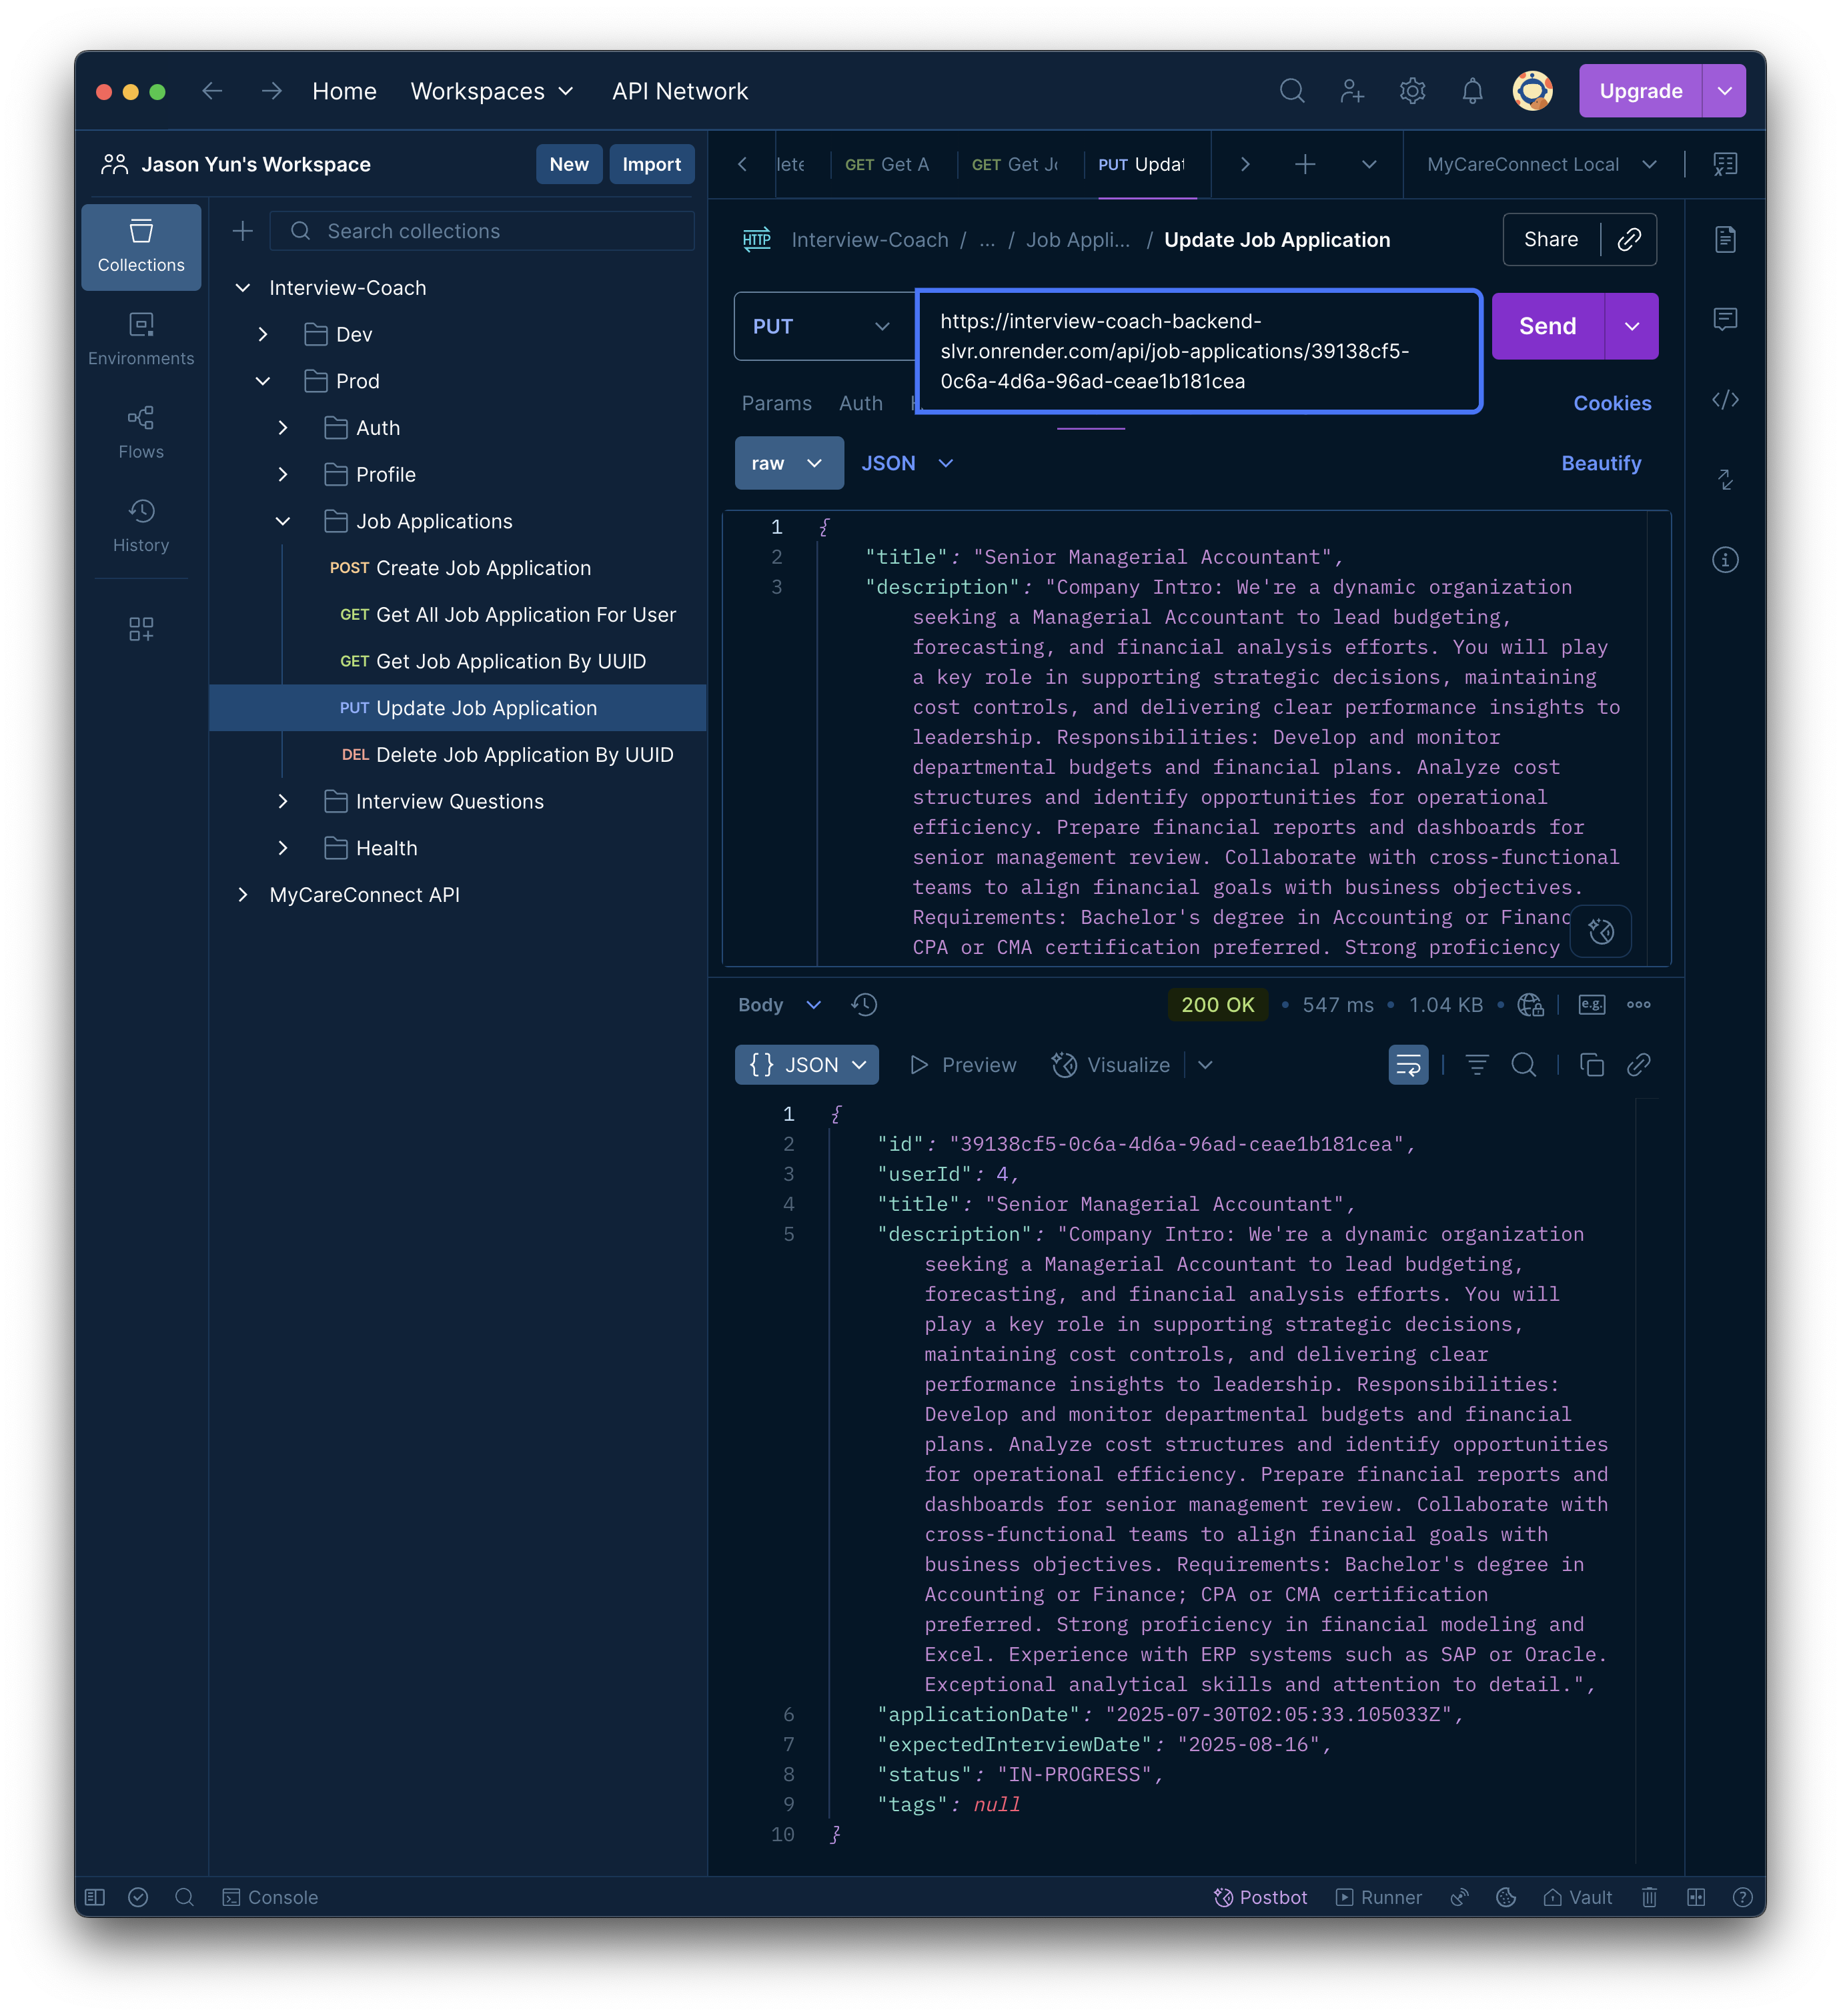 Home
Workspaces
API Network
Upgrade
Jason Yun's Workspace
New
Import
GET Get A
GET Get Jo
PUT Updat
MyCareConnect Local
Collections
Environments
Flows
History
Search collections
Interview-Coach
Dev
Prod
Auth
Profile
Job Applications
POST Create Job Application
GET Get All Job Application For User
GET Get Job Application By UUID
PUT Update Job Application
DEL Delete Job Application By UUID
Interview Questions
Health
MyCareConnect API
HTTP
Interview-Coach / ... / Job Appli... / Update Job Application
Share
PUT
https://interview-coach-backend-
slvr.onrender.com/api/job-applications/39138cf5-
0c6a-4d6a-96ad-ceae1b181cea
Send
Params
Auth
Cookies
raw
JSON
Beautify
1 {
2 "title": "Senior Managerial Accountant",
3 "description": "Company Intro: We're a dynamic organization
seeking a Managerial Accountant to lead budgeting,
forecasting, and financial analysis efforts. You will play
a key role in supporting strategic decisions, maintaining
cost controls, and delivering clear performance insights to
leadership. Responsibilities: Develop and monitor
departmental budgets and financial plans. Analyze cost
structures and identify opportunities for operational
efficiency. Prepare financial reports and dashboards for
senior management review. Collaborate with cross-functional
teams to align financial goals with business objectives.
Requirements: Bachelor's degree in Accounting or Financ
CPA or CMA certification preferred. Strong proficiency
Body
200 OK • 547 ms • 1.04 KB •
e.g.
{} JSON
Preview
Visualize
1 {
2 "id": "39138cf5-0c6a-4d6a-96ad-ceae1b181cea",
3 "userId": 4,
4 "title": "Senior Managerial Accountant",
5 "description": "Company Intro: We're a dynamic organization
seeking a Managerial Accountant to lead budgeting,
forecasting, and financial analysis efforts. You will
play a key role in supporting strategic decisions,
maintaining cost controls, and delivering clear
performance insights to leadership. Responsibilities:
Develop and monitor departmental budgets and financial
plans. Analyze cost structures and identify opportunities
for operational efficiency. Prepare financial reports and
dashboards for senior management review. Collaborate with
cross-functional teams to align financial goals with
business objectives. Requirements: Bachelor's degree in
Accounting or Finance; CPA or CMA certification
preferred. Strong proficiency in financial modeling and
Excel. Experience with ERP systems such as SAP or Oracle.
Exceptional analytical skills and attention to detail.",
6 "applicationDate": "2025-07-30T02:05:33.105033Z",
7 "expectedInterviewDate": "2025-08-16",
8 "status": "IN-PROGRESS",
9 "tags": null
10 }
Console
Postbot
Runner
Vault